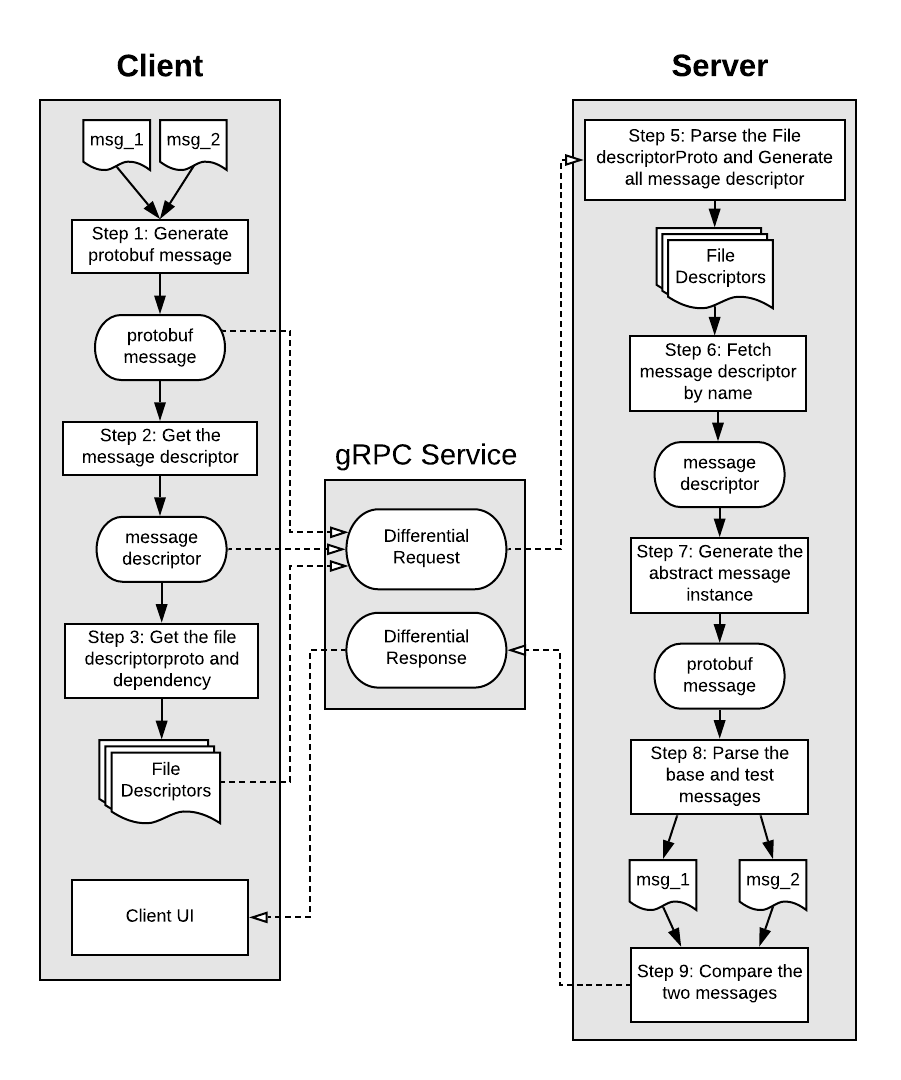 Client
msg_1
msg_2
Step 1: Generate
protobuf message
protobuf
message
Step 2: Get the
message descriptor
message
descriptor
Step 3: Get the file
descriptorproto and
dependency
File
Descriptors
Client UI
gRPC Service
Differential
Request
Differential
Response
Server
Step 5: Parse the File
descriptorProto and Generate
all message descriptor
File
Descriptors
Step 6: Fetch
message descriptor
by name
message
descriptor
Step 7: Generate the
abstract message
instance
protobuf
message
Step 8: Parse the
base and test
messages
msg_1
msg_2
Step 9: Compare the
two messages